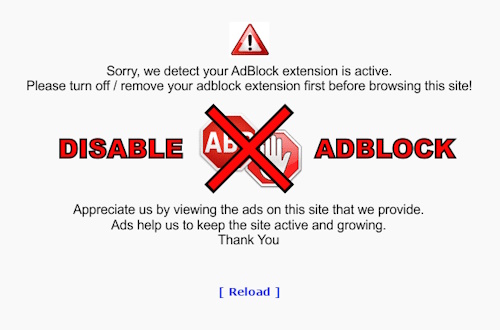 Sorry, we detect your AdBlock extension is active.
Please turn off / remove your adblock extension first before browsing this site!
DISABLE ADBLOCK
Appreciate us by viewing the ads on this site that we provide.
Ads help us to keep the site active and growing.
Thank You
[ Reload ]